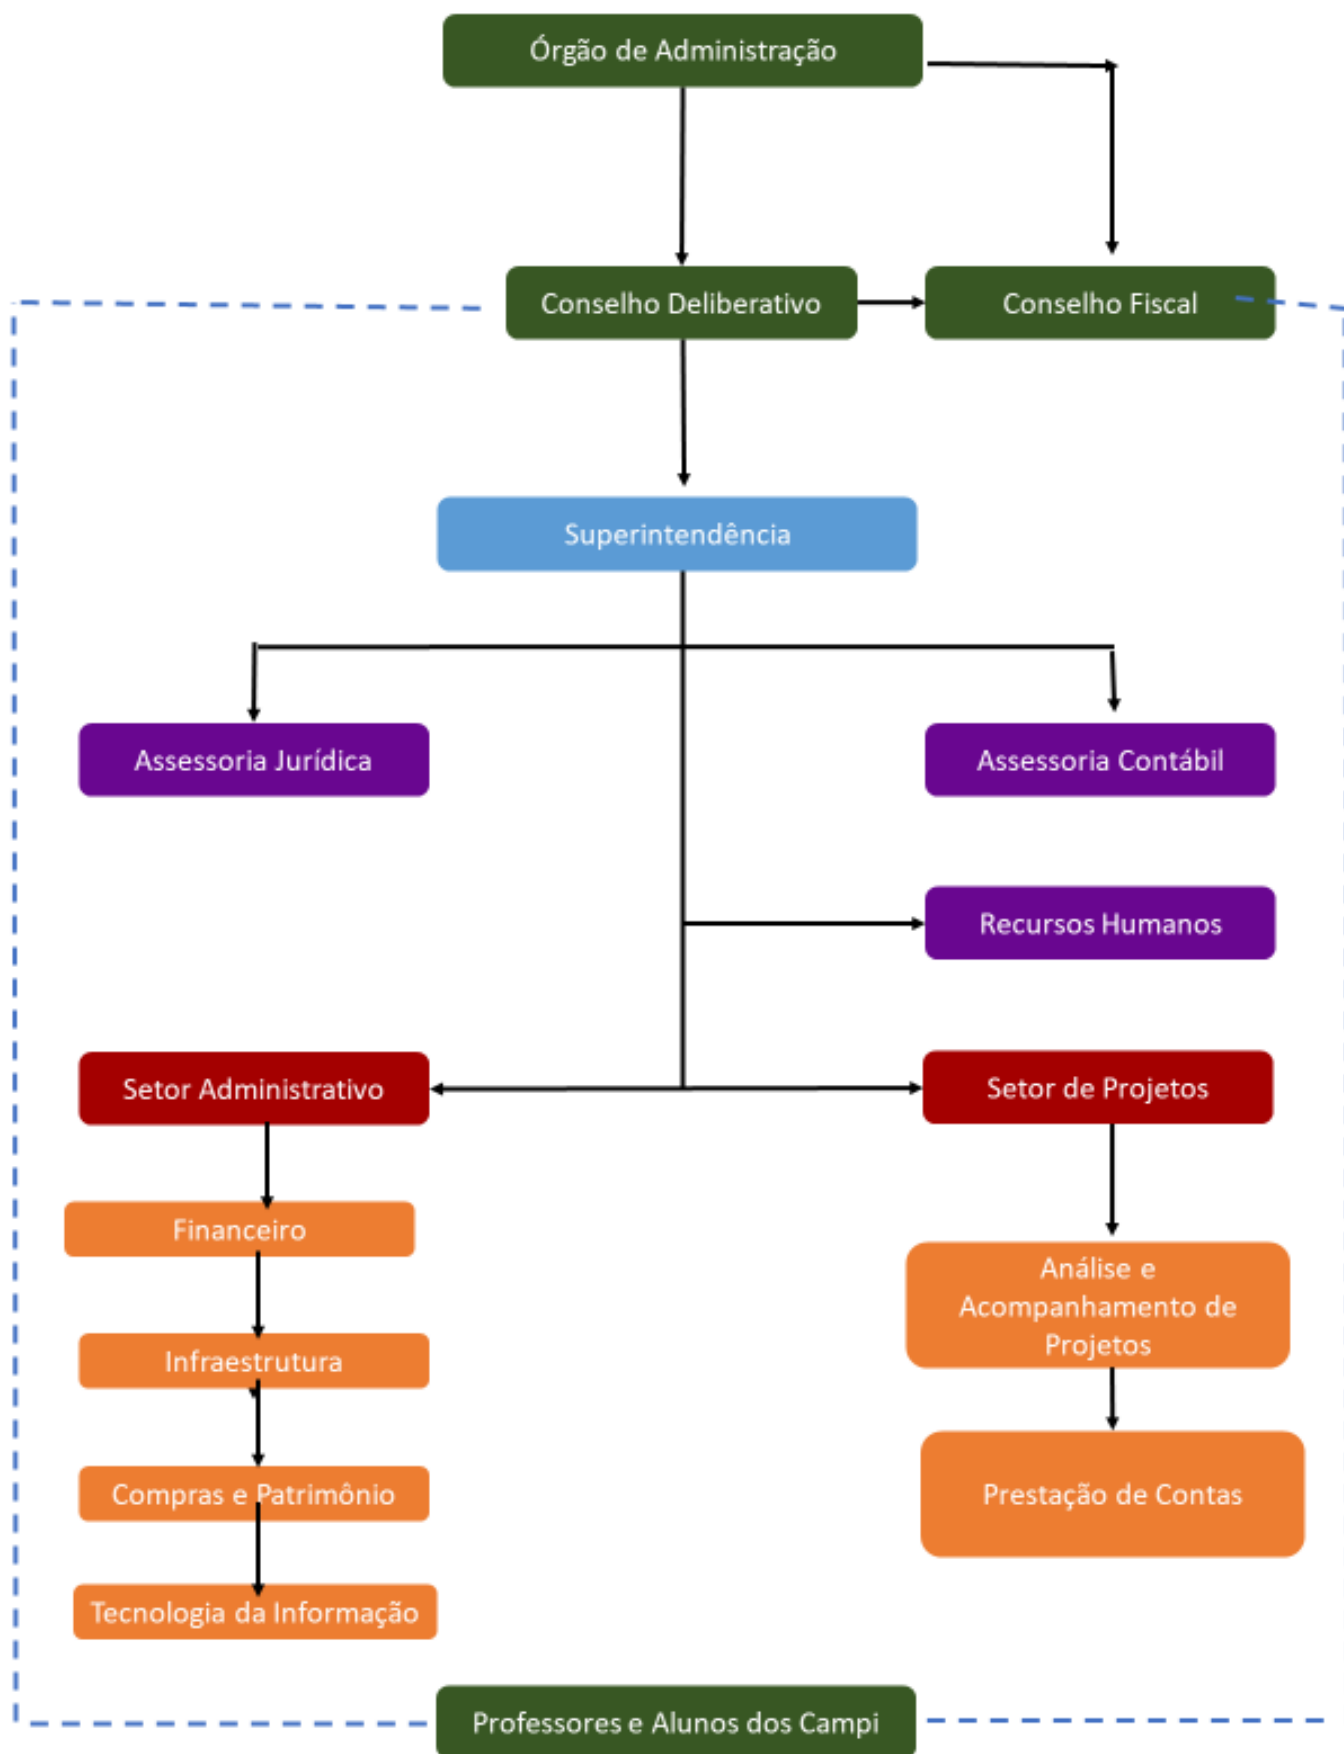 Órgão de Administração
Conselho Deliberativo
Conselho Fiscal
Superintendência
Assessoria Jurídica
Assessoria Contábil
Recursos Humanos
Setor Administrativo
Setor de Projetos
Financeiro
Análise e
Acompanhamento de
Projetos
Infraestrutura
Compras e Patrimônio
Prestação de Contas
Tecnologia da Informação
Professores e Alunos dos Campi